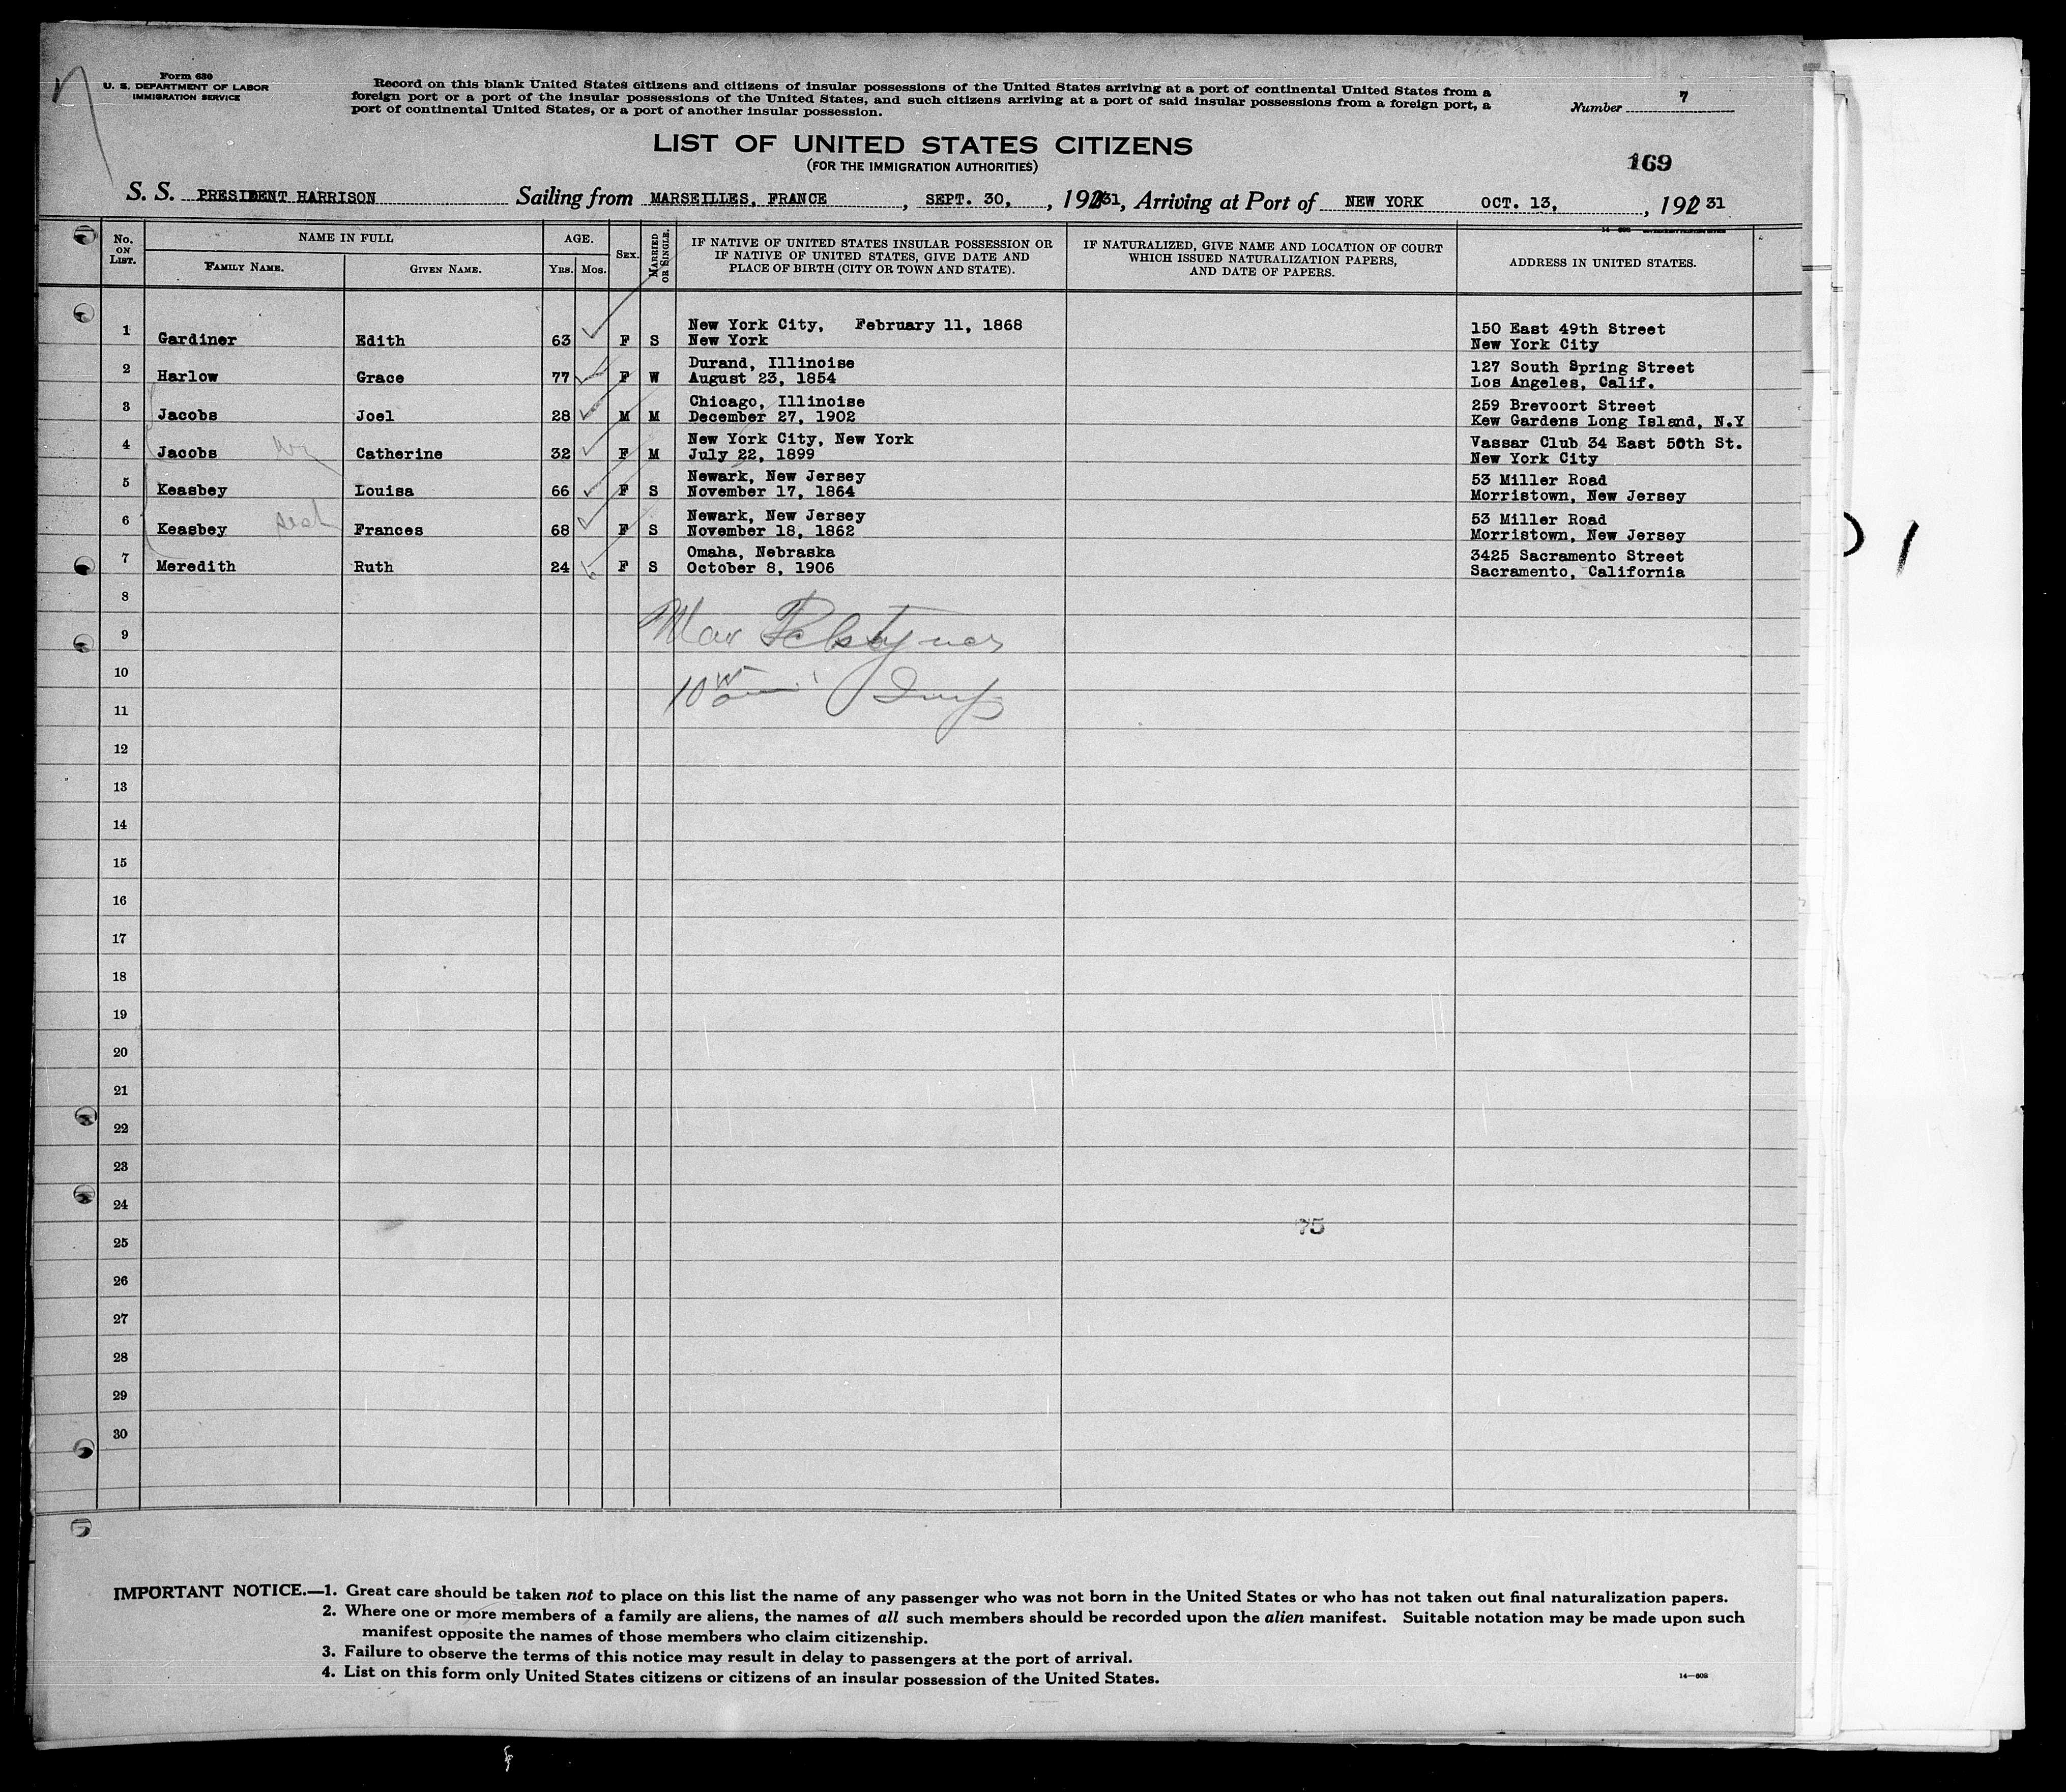 Form 630
U. S. DEPARTMENT OF LABOR
IMMIGRATION SERVICE
Record on this blank United States citizens and citizens of insular possessions of the United States arriving at a port of continental United States from a
foreign port or a port of the insular possessions of the United States, and such citizens arriving at a port of said insular possessions from a foreign port, a
port of continental United States, or a port of another insular possession.
Number 7
LIST OF UNITED STATES CITIZENS
(FOR THE IMMIGRATION AUTHORITIES)
169
S. S. PRESIDENT HARRISON Sailing from MARSEILLES, FRANCE, SEPT. 30, , 19231, Arriving at Port of NEW YORK OCT. 13, , 192 31
No. ON LIST. NAME IN FULL AGE. SEX. MARRIED OR SINGLE. IF NATIVE OF UNITED STATES INSULAR POSSESSION OR IF NATIVE OF UNITED STATES, GIVE DATE AND PLACE OF BIRTH (CITY OR TOWN AND STATE). IF NATURALIZED, GIVE NAME AND LOCATION OF COURT WHICH ISSUED NATURALIZATION PAPERS, AND DATE OF PAPERS. ADDRESS IN UNITED STATES.
FAMILY NAME. GIVEN NAME. YRS. MOS.
New York City, February 11, 1868 150 East 49th Street
1 Gardiner Edith 63 F S New York New York City
Durand, Illinoise 127 South Spring Street
2 Harlow Grace 77 F W August 23, 1854 Los Angeles, Calif.
Chicago, Illinoise 259 Brevoort Street
3 Jacobs Joel 28 M M December 27, 1902 Kew Gardens Long Island, N.Y
New York City, New York Vassar Club 34 East 50th St.
4 Jacobs Catherine 32 F M July 22, 1899 New York City
Newark, New Jersey 53 Miller Road
5 Keasbey Louisa 66 F S November 17, 1864 Morristown, New Jersey
Newark, New Jersey 53 Miller Road
6 Keasbey Frances 68 F S November 18, 1862 Morristown, New Jersey
Omaha, Nebraska 3425 Sacramento Street
7 Meredith Ruth 24 F S October 8, 1906 Sacramento, California
8
9
10
11
12
13
14
15
16
17
18
19
20
21
22
23
24
75
25
26
27
28
29
30
IMPORTANT NOTICE.—1. Great care should be taken not to place on this list the name of any passenger who was not born in the United States or who has not taken out final naturalization papers.
2. Where one or more members of a family are aliens, the names of all such members should be recorded upon the alien manifest. Suitable notation may be made upon such
manifest opposite the names of those members who claim citizenship.
3. Failure to observe the terms of this notice may result in delay to passengers at the port of arrival.
4. List on this form only United States citizens or citizens of an insular possession of the United States.
14—608